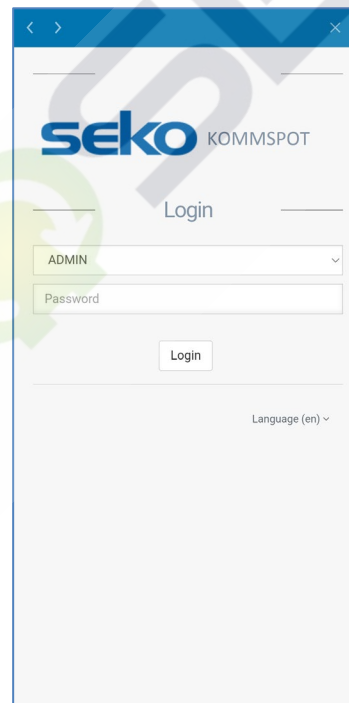 seko KOMMSPOT
Login
ADMIN
Password
Login
Language (en)